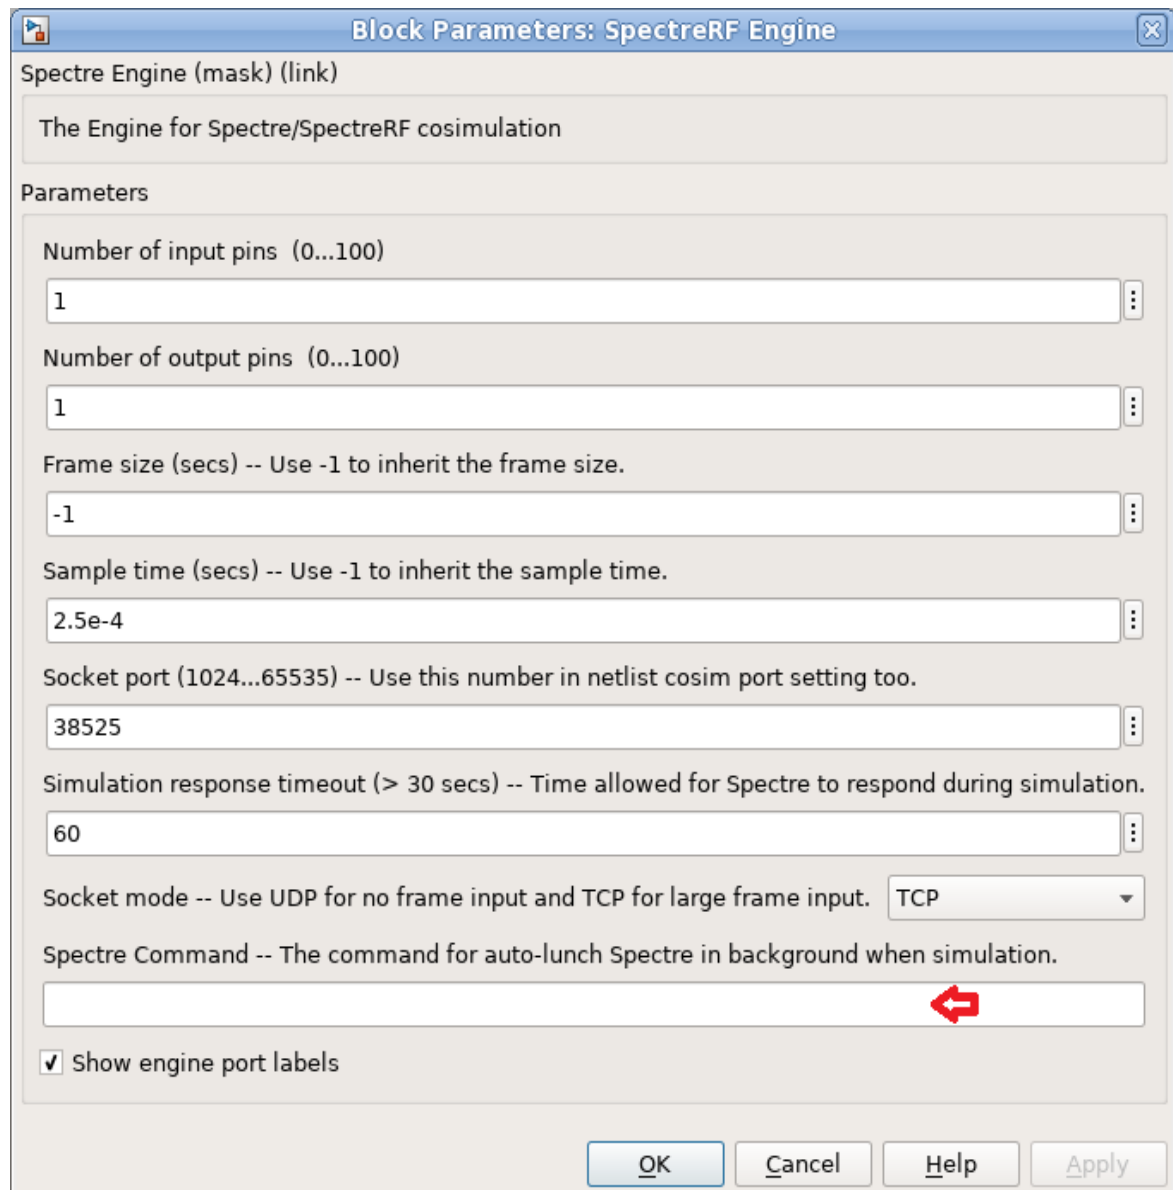 Block Parameters: SpectreRF Engine
Spectre Engine (mask) (link)
The Engine for Spectre/SpectreRF cosimulation
Parameters
Number of input pins  (0...100)
1
Number of output pins  (0...100)
1
Frame size (secs) -- Use -1 to inherit the frame size.
-1
Sample time (secs) -- Use -1 to inherit the sample time.
2.5e-4
Socket port (1024...65535) -- Use this number in netlist cosim port setting too.
38525
Simulation response timeout (> 30 secs) -- Time allowed for Spectre to respond during simulation.
60
Socket mode -- Use UDP for no frame input and TCP for large frame input. TCP
Spectre Command -- The command for auto-lunch Spectre in background when simulation.
Show engine port labels
OK Cancel Help Apply